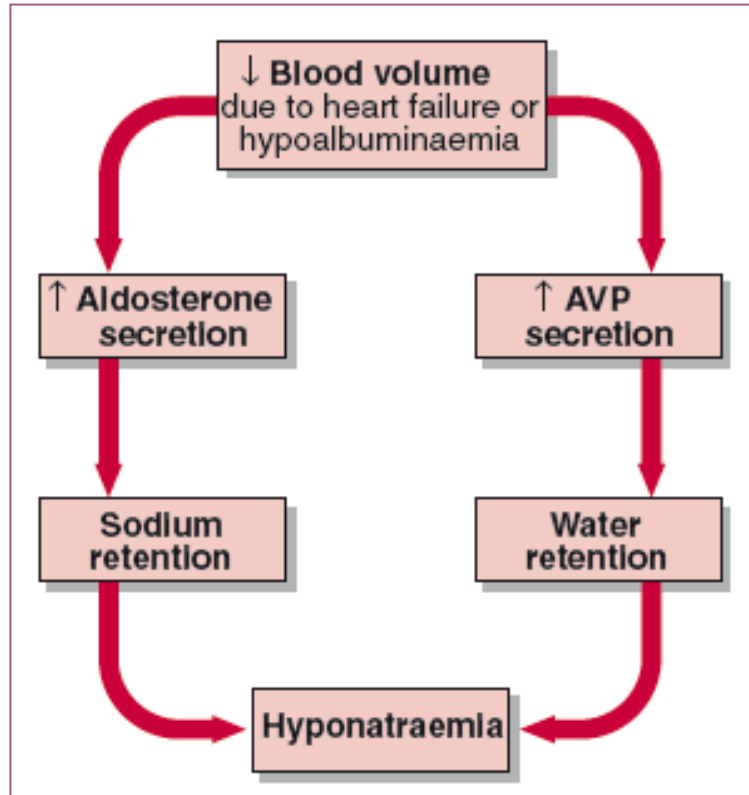 ↓ Blood volume
due to heart failure or
hypoalbuminaemia
↑ Aldosterone
secretion
↑ AVP
secretion
Sodium
retention
Water
retention
Hyponatraemia